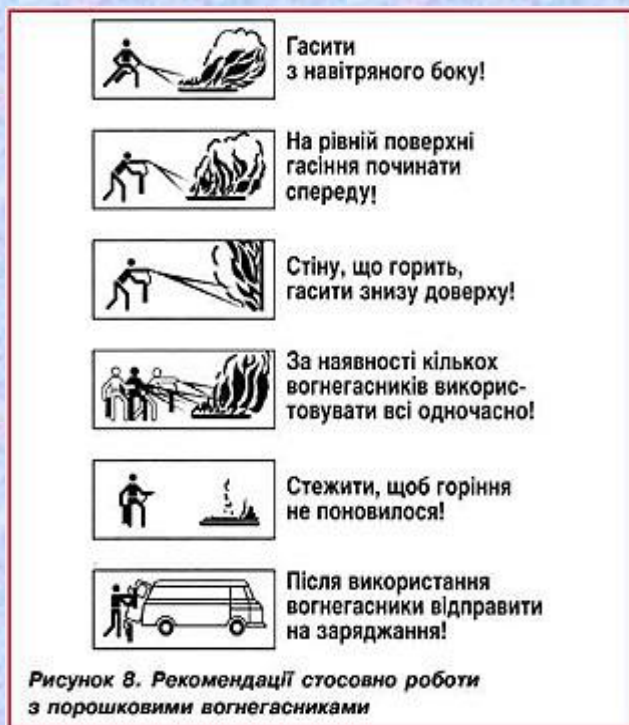 Гасити
з навітряного боку!
На рівній поверхні
гасіння починати
спереду!
Стіну, що горить,
гасити знизу доверху!
За наявності кількох
вогнегасників викорис-
товувати всі одночасно!
Стежити, щоб горіння
не поновилося!
Після використання
вогнегасники відправити
на заряджання!
Рисунок 8. Рекомендації стосовно роботи
з порошковими вогнегасниками